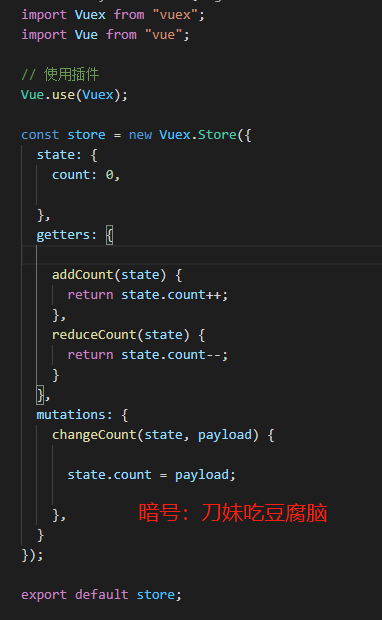 import Vuex from "vuex";
import Vue from "vue";
// 使用插件
Vue.use(Vuex);
const store = new Vuex.Store({
state: {
count: 0,
},
getters: {
addCount(state) {
return state.count++;
},
reduceCount(state) {
return state.count--;
}
},
mutations: {
changeCount(state, payload) {
state.count = payload;
},
暗号：刀妹吃豆腐脑
}
});
export default store;